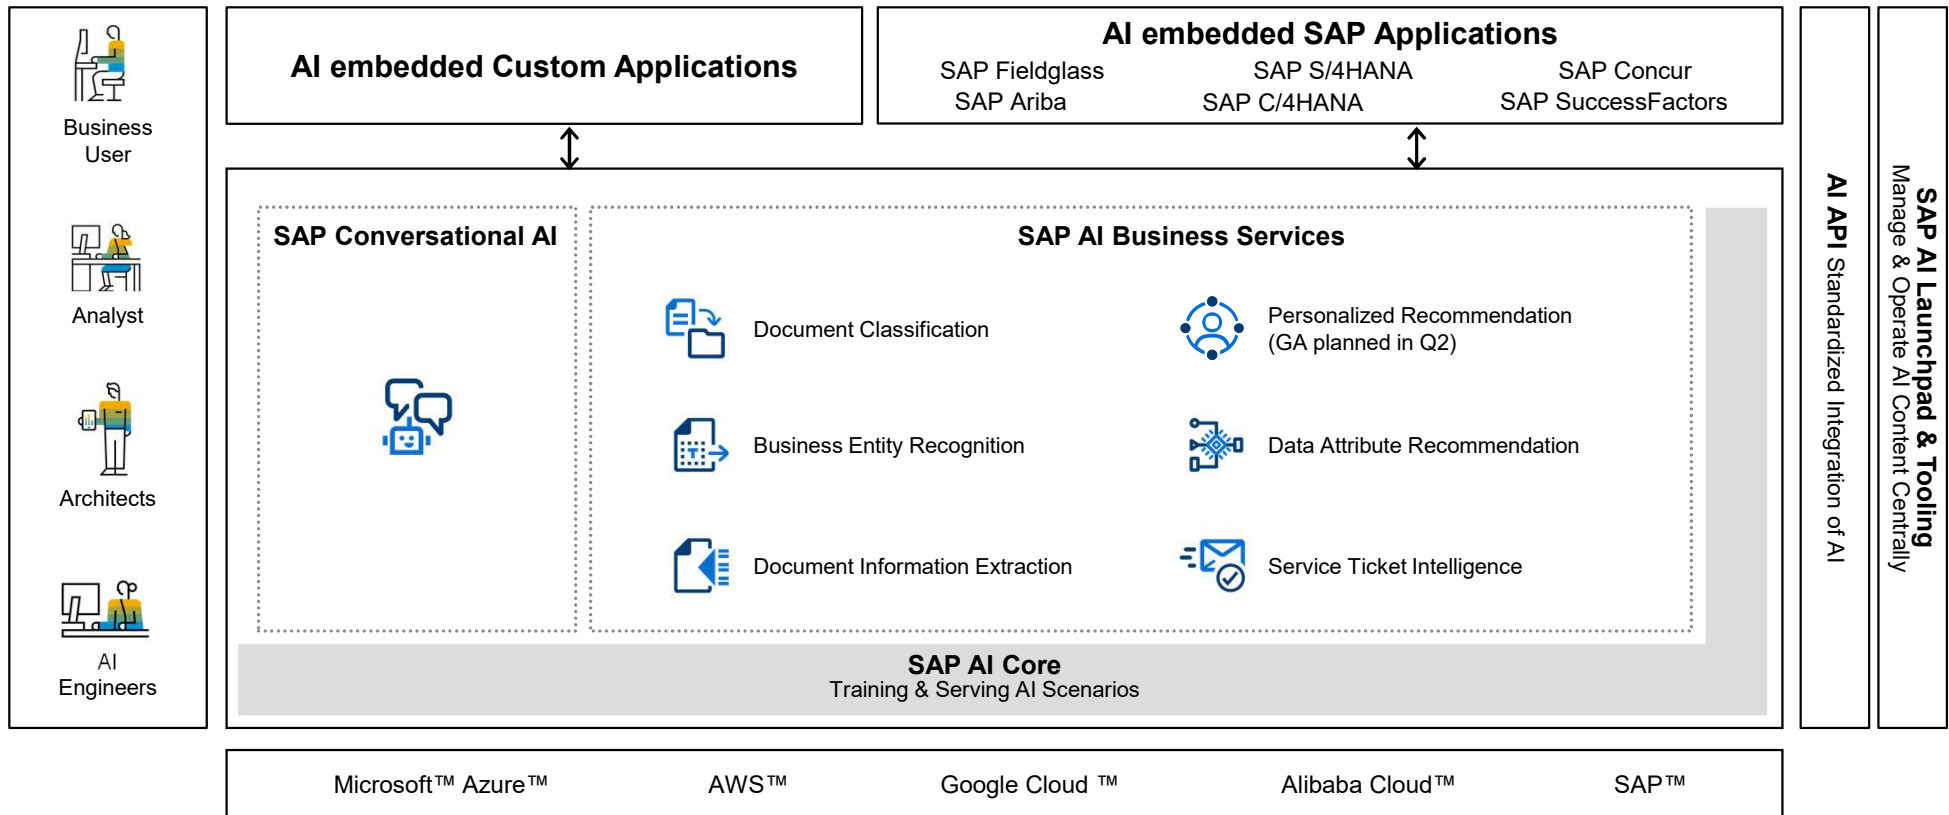 Business
User
Analyst
Architects
AI
Engineers
AI embedded Custom Applications
AI embedded SAP Applications
SAP Fieldglass SAP S/4HANA SAP Concur
SAP Ariba SAP C/4HANA SAP SuccessFactors
SAP Conversational AI
SAP AI Business Services
Document Classification
Personalized Recommendation
(GA planned in Q2)
Business Entity Recognition
Data Attribute Recommendation
Document Information Extraction
Service Ticket Intelligence
SAP AI Core
Training & Serving AI Scenarios
AI API Standardized Integration of AI
SAP AI Launchpad & Tooling
Manage & Operate AI Content Centrally
Microsoft™ Azure™ AWS™ Google Cloud ™ Alibaba Cloud™ SAP™